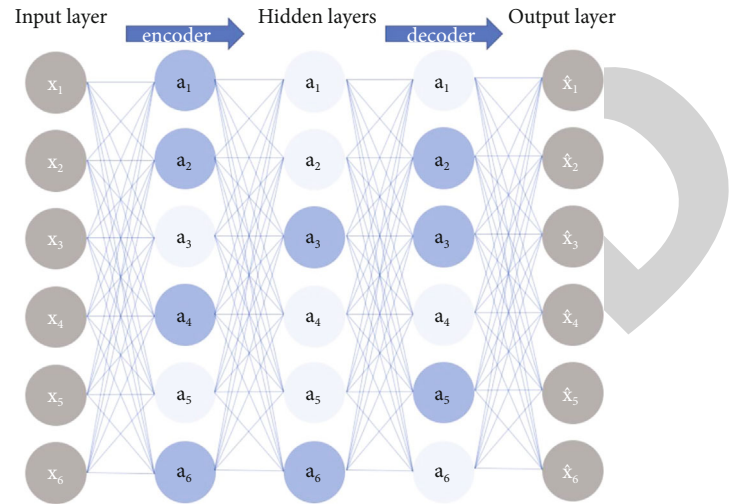 Input layer Hidden layers Output layer
encoder decoder
x₁ a₁ a₁ a₁ x̂₁
x₂ a₂ a₂ a₂ x̂₂
x₃ a₃ a₃ a₃ x̂₃
x₄ a₄ a₄ a₄ x̂₄
x₅ a₅ a₅ a₅ x̂₅
x₆ a₆ a₆ a₆ x̂₆